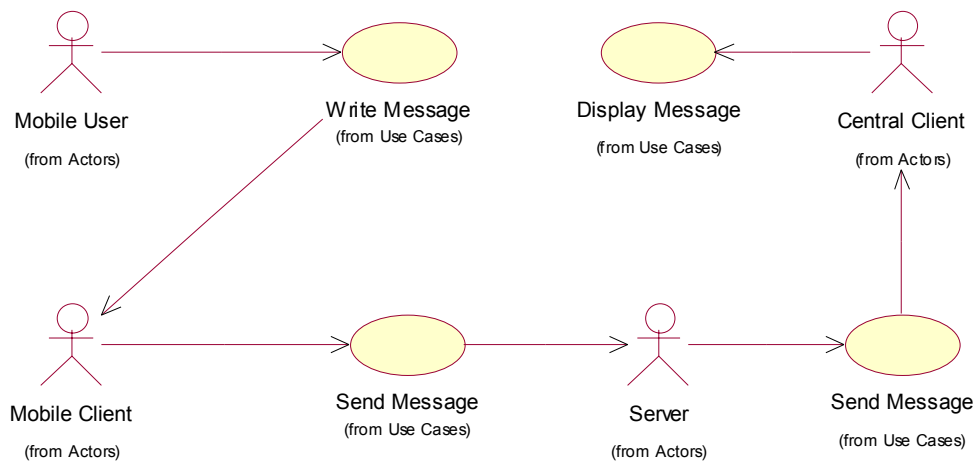 Mobile User
(from Actors)
Write Message
(from Use Cases)
Display Message
(from Use Cases)
Central Client
(from Actors)
Mobile Client
(from Actors)
Send Message
(from Use Cases)
Server
(from Actors)
Send Message
(from Use Cases)